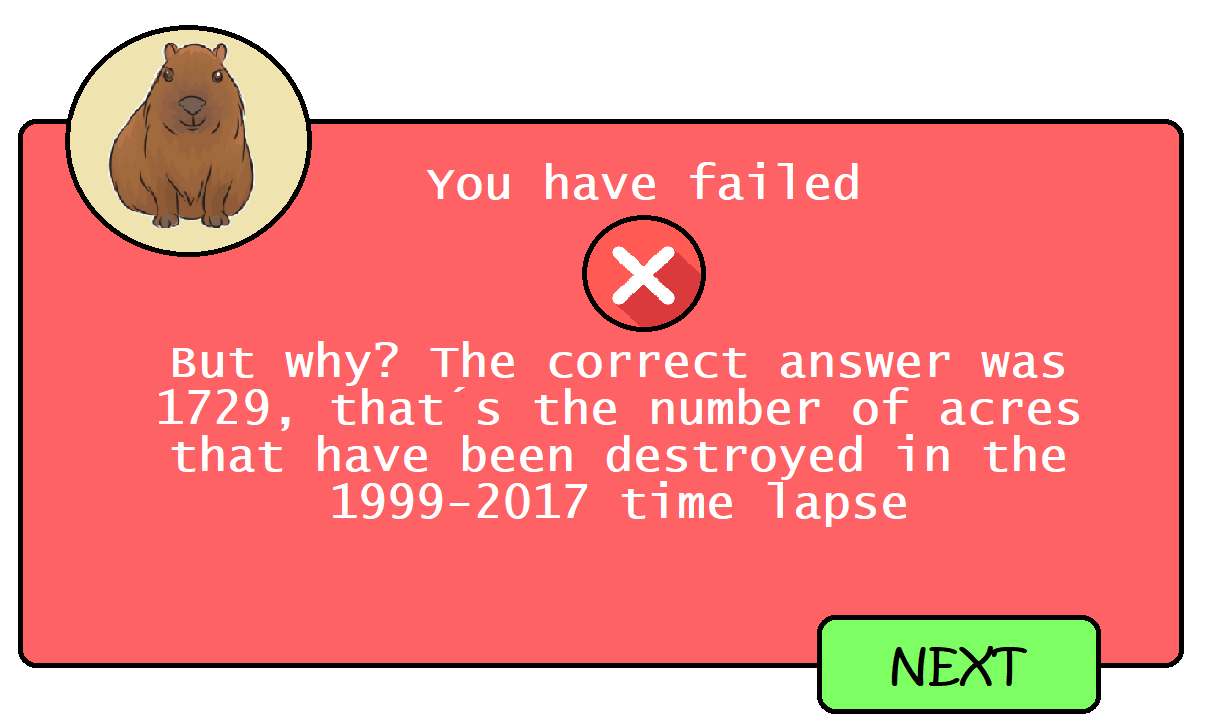 You have failed
But why? The correct answer was
1729, that´s the number of acres
that have been destroyed in the
1999-2017 time lapse
NEXT